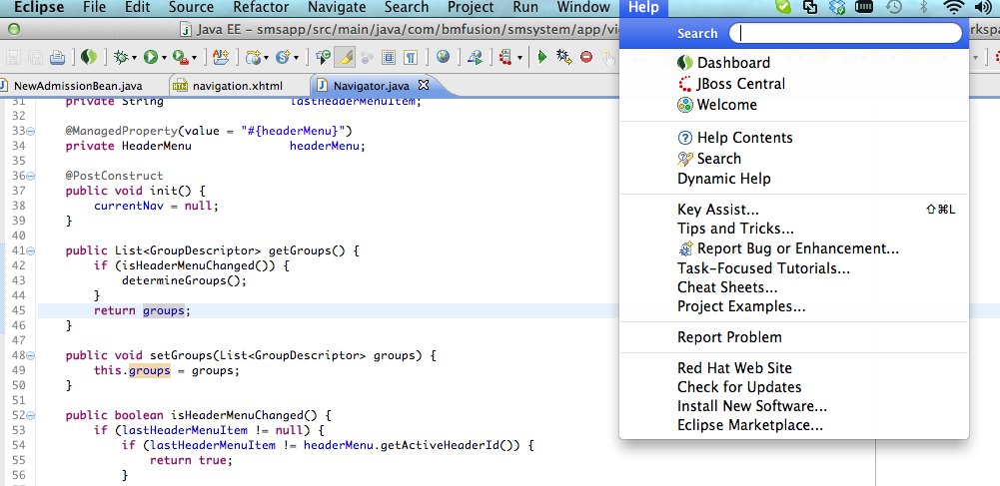 Eclipse File Edit Source Refactor Navigate Search Project Run Window Help
Java EE – smsapp/src/main/java/com/bmfusion/smsystem/app/vi
rkspa
NewAdmissionBean.java navigation.xhtml Navigator.java
31 private String lastHeaderMenuItem;
32
33 @ManagedProperty(value = "#{headerMenu}")
34 private HeaderMenu headerMenu;
35
36 @PostConstruct
37 public void init() {
38 currentNav = null;
39 }
40
41 public List<GroupDescriptor> getGroups() {
42 if (isHeaderMenuChanged()) {
43 determineGroups();
44 }
45 return groups;
46 }
47
48 public void setGroups(List<GroupDescriptor> groups) {
49 this.groups = groups;
50 }
51
52 public boolean isHeaderMenuChanged() {
53 if (lastHeaderMenuItem != null) {
54 if (lastHeaderMenuItem != headerMenu.getActiveHeaderId()) {
55 return true;
56 }
Search
Dashboard
JBoss Central
Welcome
Help Contents
Search
Dynamic Help
Key Assist... ⇧⌘L
Tips and Tricks...
Report Bug or Enhancement...
Task-Focused Tutorials...
Cheat Sheets...
Project Examples...
Report Problem
Red Hat Web Site
Check for Updates
Install New Software...
Eclipse Marketplace...